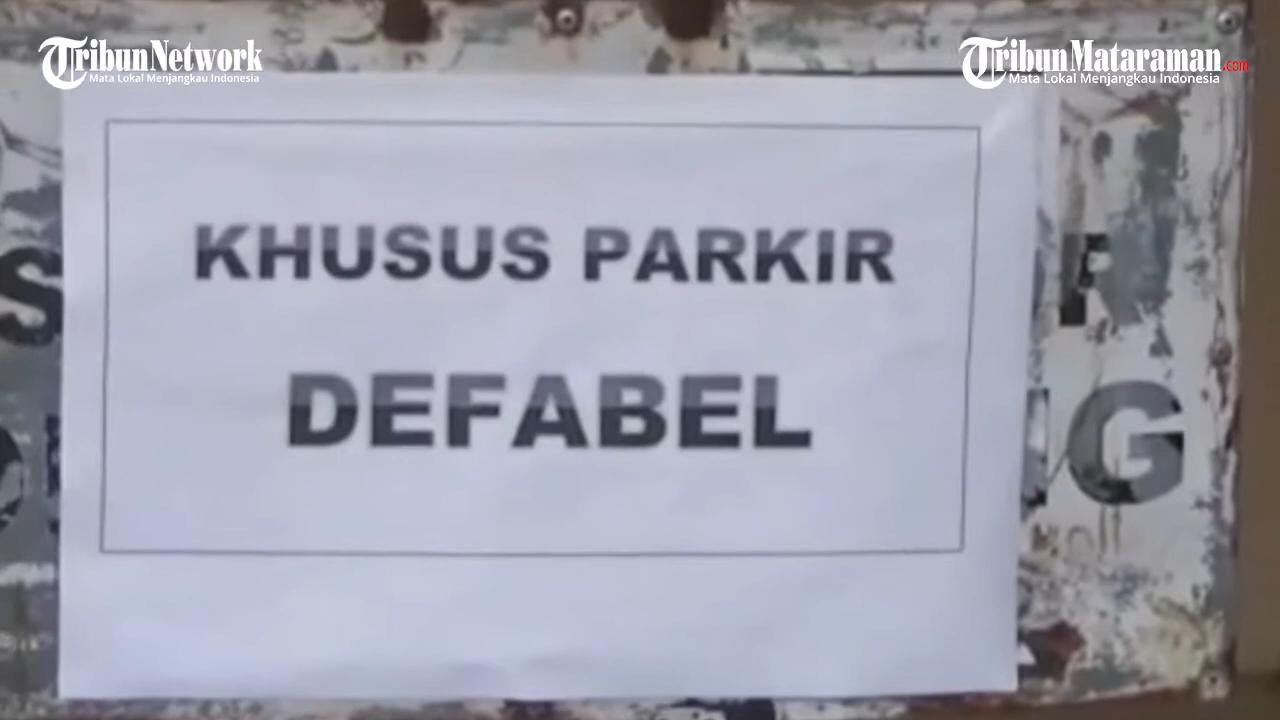 TribunNetwork
Mata Lokal Menjangkau Indonesia
TribunMataraman.com
Mata Lokal Menjangkau Indonesia
KHUSUS PARKIR
DEFABEL